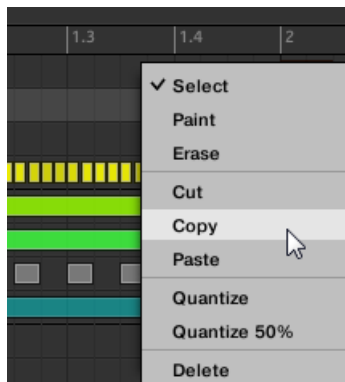 1.3 1.4 2
Select
Paint
Erase
Cut
Copy
Paste
Quantize
Quantize 50%
Delete